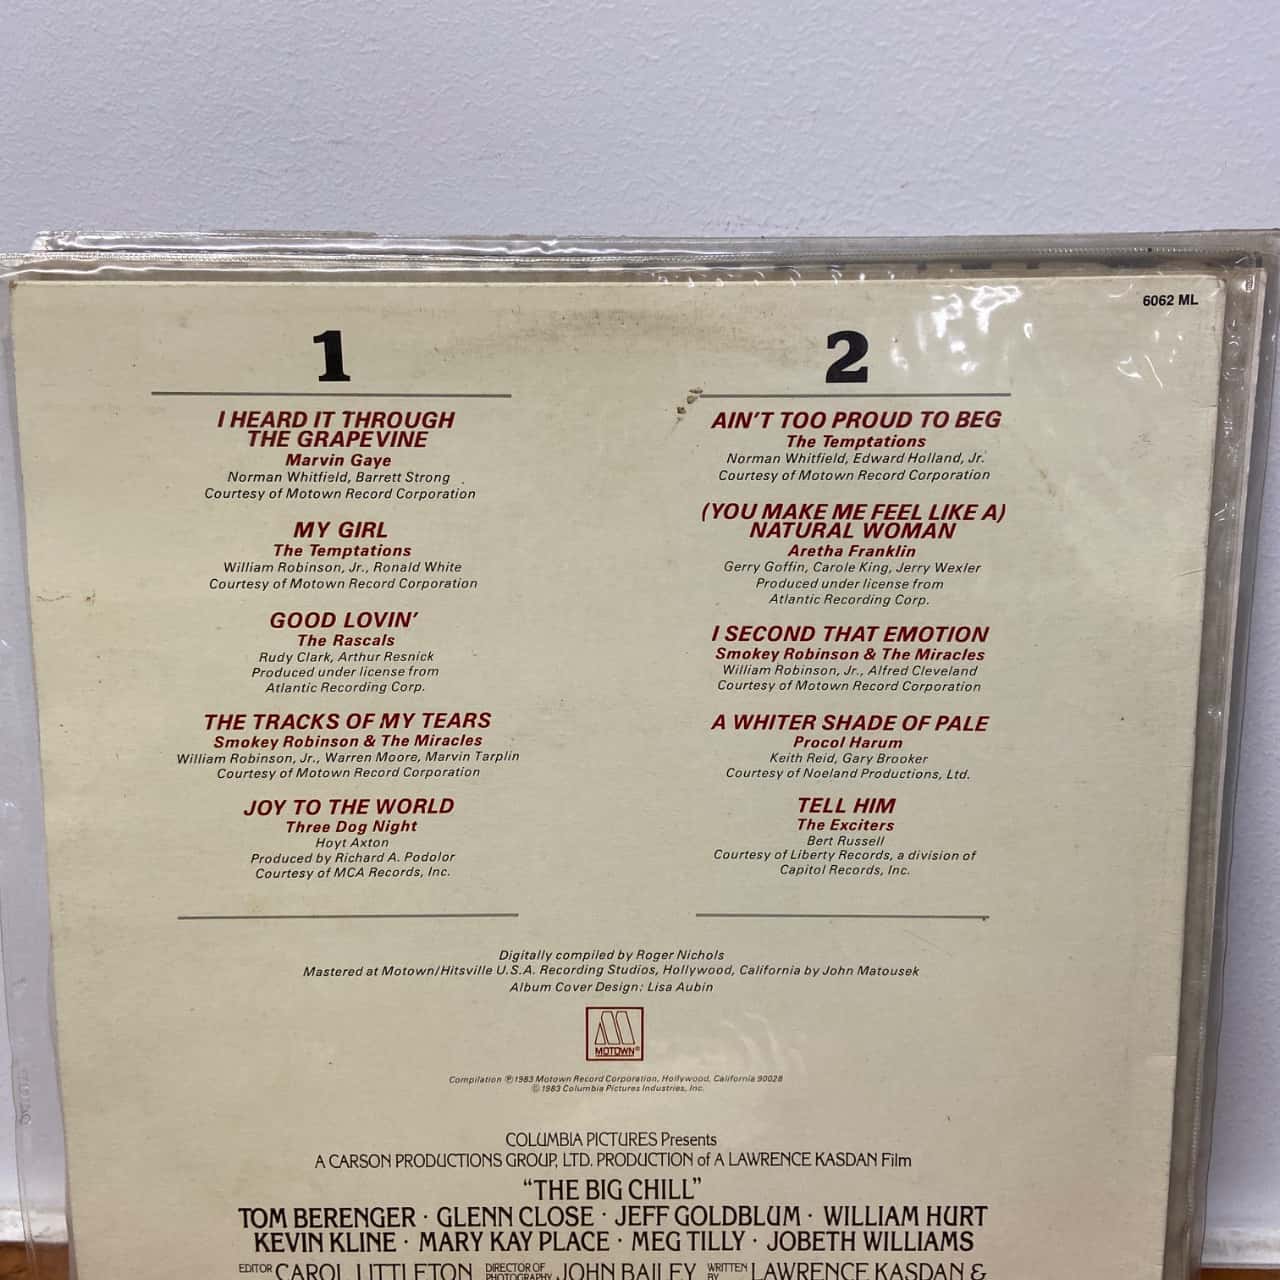 6062 ML
1
I HEARD IT THROUGH
THE GRAPEVINE
Marvin Gaye
Norman Whitfield, Barrett Strong
Courtesy of Motown Record Corporation
MY GIRL
The Temptations
William Robinson, Jr., Ronald White
Courtesy of Motown Record Corporation
GOOD LOVIN'
The Rascals
Rudy Clark, Arthur Resnick
Produced under license from
Atlantic Recording Corp.
THE TRACKS OF MY TEARS
Smokey Robinson & The Miracles
William Robinson, Jr., Warren Moore, Marvin Tarplin
Courtesy of Motown Record Corporation
JOY TO THE WORLD
Three Dog Night
Hoyt Axton
Produced by Richard A. Podolor
Courtesy of MCA Records, Inc.
2
AIN'T TOO PROUD TO BEG
The Temptations
Norman Whitfield, Edward Holland, Jr.
Courtesy of Motown Record Corporation
(YOU MAKE ME FEEL LIKE A)
NATURAL WOMAN
Aretha Franklin
Gerry Goffin, Carole King, Jerry Wexler
Produced under license from
Atlantic Recording Corp.
I SECOND THAT EMOTION
Smokey Robinson & The Miracles
William Robinson, Jr., Alfred Cleveland
Courtesy of Motown Record Corporation
A WHITER SHADE OF PALE
Procol Harum
Keith Reid, Gary Brooker
Courtesy of Noeland Productions, Ltd.
TELL HIM
The Exciters
Bert Russell
Courtesy of Liberty Records, a division of
Capitol Records, Inc.
Digitally compiled by Roger Nichols
Mastered at Motown/Hitsville U.S.A. Recording Studios, Hollywood, California by John Matousek
Album Cover Design: Lisa Aubin
MOTOWN®
Compilation ℗1983 Motown Record Corporation, Hollywood, California 90028
©1983 Columbia Pictures Industries, Inc.
COLUMBIA PICTURES Presents
A CARSON PRODUCTIONS GROUP, LTD. PRODUCTION of A LAWRENCE KASDAN Film
"THE BIG CHILL"
TOM BERENGER · GLENN CLOSE · JEFF GOLDBLUM · WILLIAM HURT
KEVIN KLINE · MARY KAY PLACE · MEG TILLY · JOBETH WILLIAMS
EDITOR CAROL LITTLETON DIRECTOR OF PHOTOGRAPHY JOHN BAILEY WRITTEN BY LAWRENCE KASDAN &